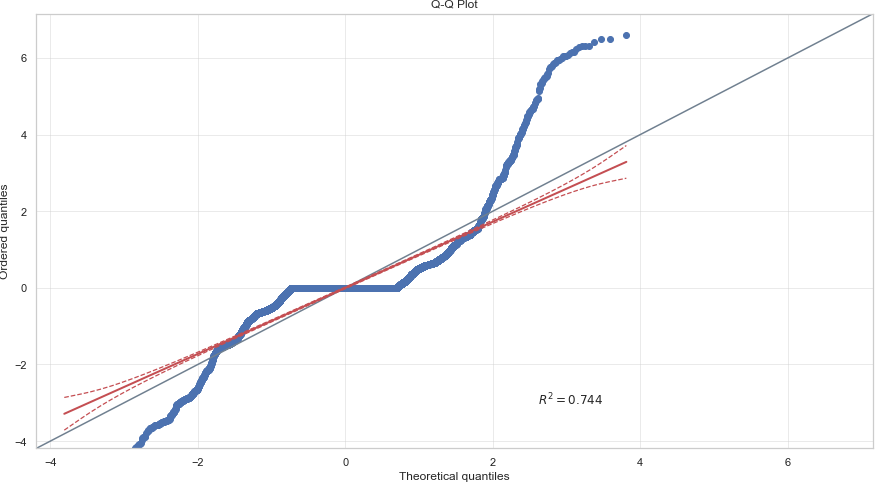 Q-Q Plot
Ordered quantiles
6
4
2
0
−2
−4
R² = 0.744
−4 −2 0 2 4 6
Theoretical quantiles